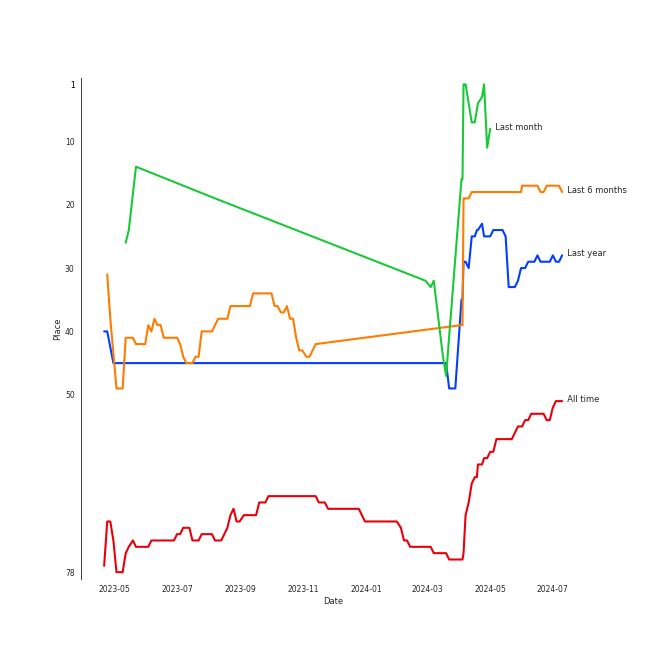 1
10
Last month
Last 6 months
20
Last year
30
Place
40
50
All time
78
2023-05 2023-07 2023-09 2023-11 2024-01 2024-03 2024-05 2024-07
Date